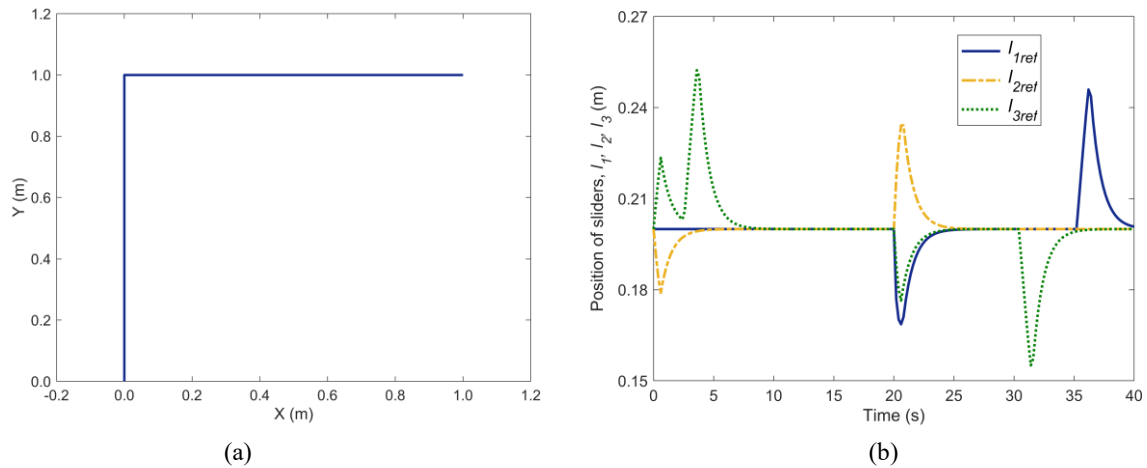 1.2
1.0
0.8
0.6
0.4
0.2
0.0
-0.2 0.0 0.2 0.4 0.6 0.8 1.0 1.2
Y (m)
X (m)
(a)
0.27
0.24
0.21
0.18
0.15
0 5 10 15 20 25 30 35 40
Position of sliders, l1, l2, l3 (m)
Time (s)
l1ref
l2ref
l3ref
(b)